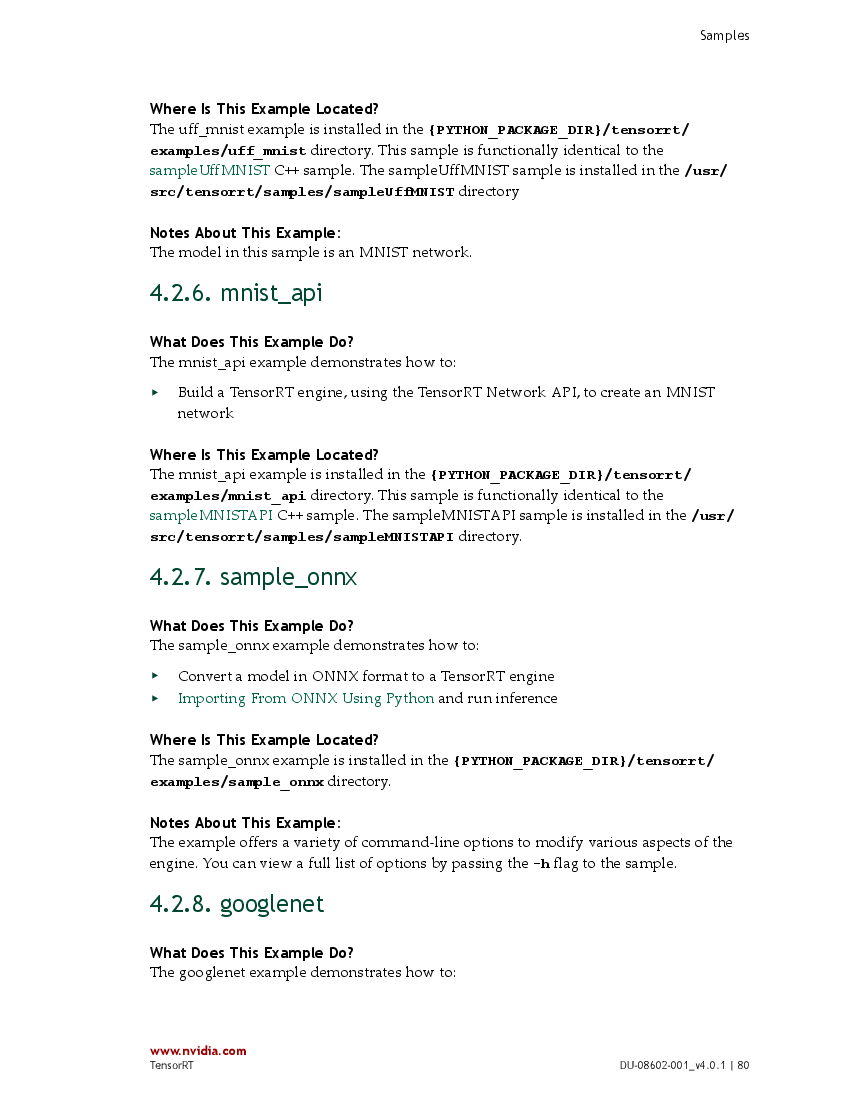 Samples
Where Is This Example Located?
The uff_mnist example is installed in the {PYTHON_PACKAGE_DIR}/tensorrt/
examples/uff_mnist directory. This sample is functionally identical to the
sampleUffMNIST C++ sample. The sampleUffMNIST sample is installed in the /usr/
src/tensorrt/samples/sampleUffMNIST directory
Notes About This Example:
The model in this sample is an MNIST network.
4.2.6. mnist_api
What Does This Example Do?
The mnist_api example demonstrates how to:
▸ Build a TensorRT engine, using the TensorRT Network API, to create an MNIST
network
Where Is This Example Located?
The mnist_api example is installed in the {PYTHON_PACKAGE_DIR}/tensorrt/
examples/mnist_api directory. This sample is functionally identical to the
sampleMNISTAPI C++ sample. The sampleMNISTAPI sample is installed in the /usr/
src/tensorrt/samples/sampleMNISTAPI directory.
4.2.7. sample_onnx
What Does This Example Do?
The sample_onnx example demonstrates how to:
▸ Convert a model in ONNX format to a TensorRT engine
▸ Importing From ONNX Using Python and run inference
Where Is This Example Located?
The sample_onnx example is installed in the {PYTHON_PACKAGE_DIR}/tensorrt/
examples/sample_onnx directory.
Notes About This Example:
The example offers a variety of command-line options to modify various aspects of the
engine. You can view a full list of options by passing the -h flag to the sample.
4.2.8. googlenet
What Does This Example Do?
The googlenet example demonstrates how to:
www.nvidia.com
TensorRT DU-08602-001_v4.0.1 | 80